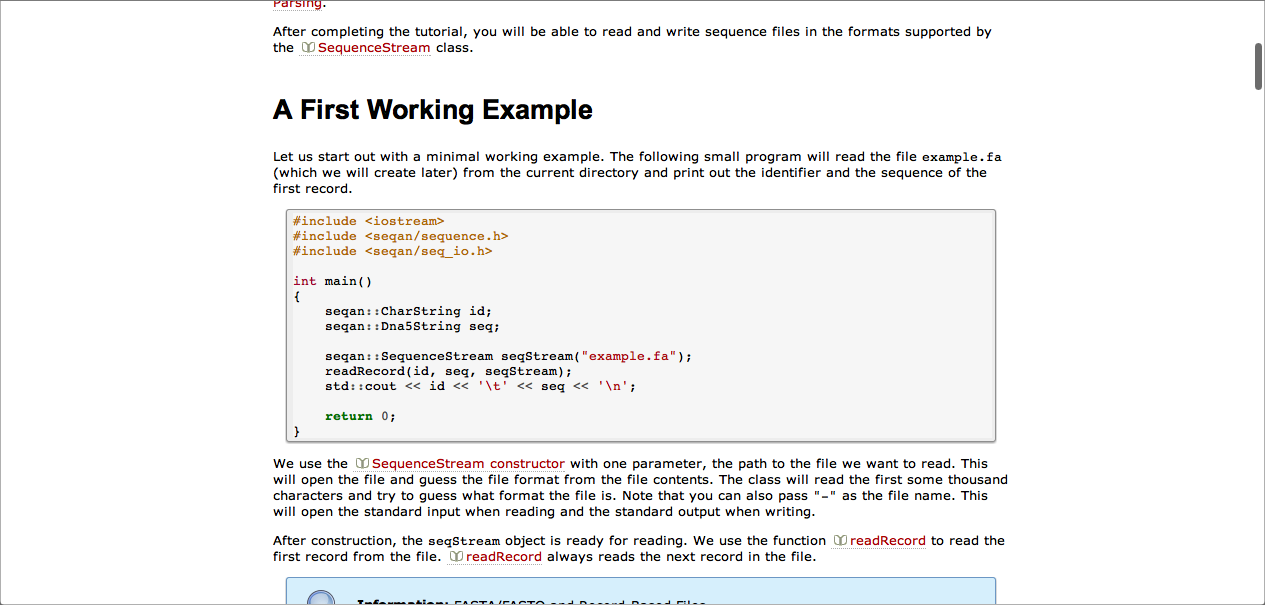 Parsing.
After completing the tutorial, you will be able to read and write sequence files in the formats supported by
the SequenceStream class.
A First Working Example
Let us start out with a minimal working example. The following small program will read the file example.fa
(which we will create later) from the current directory and print out the identifier and the sequence of the
first record.
#include <iostream>
#include <seqan/sequence.h>
#include <seqan/seq_io.h>
int main()
{
    seqan::CharString id;
    seqan::Dna5String seq;
    seqan::SequenceStream seqStream("example.fa");
    readRecord(id, seq, seqStream);
    std::cout << id << '\t' << seq << '\n';
    return 0;
}
We use the SequenceStream constructor with one parameter, the path to the file we want to read. This
will open the file and guess the file format from the file contents. The class will read the first some thousand
characters and try to guess what format the file is. Note that you can also pass "-" as the file name. This
will open the standard input when reading and the standard output when writing.
After construction, the seqStream object is ready for reading. We use the function readRecord to read the
first record from the file. readRecord always reads the next record in the file.
Information: FASTA/FASTQ and Record-Based Files